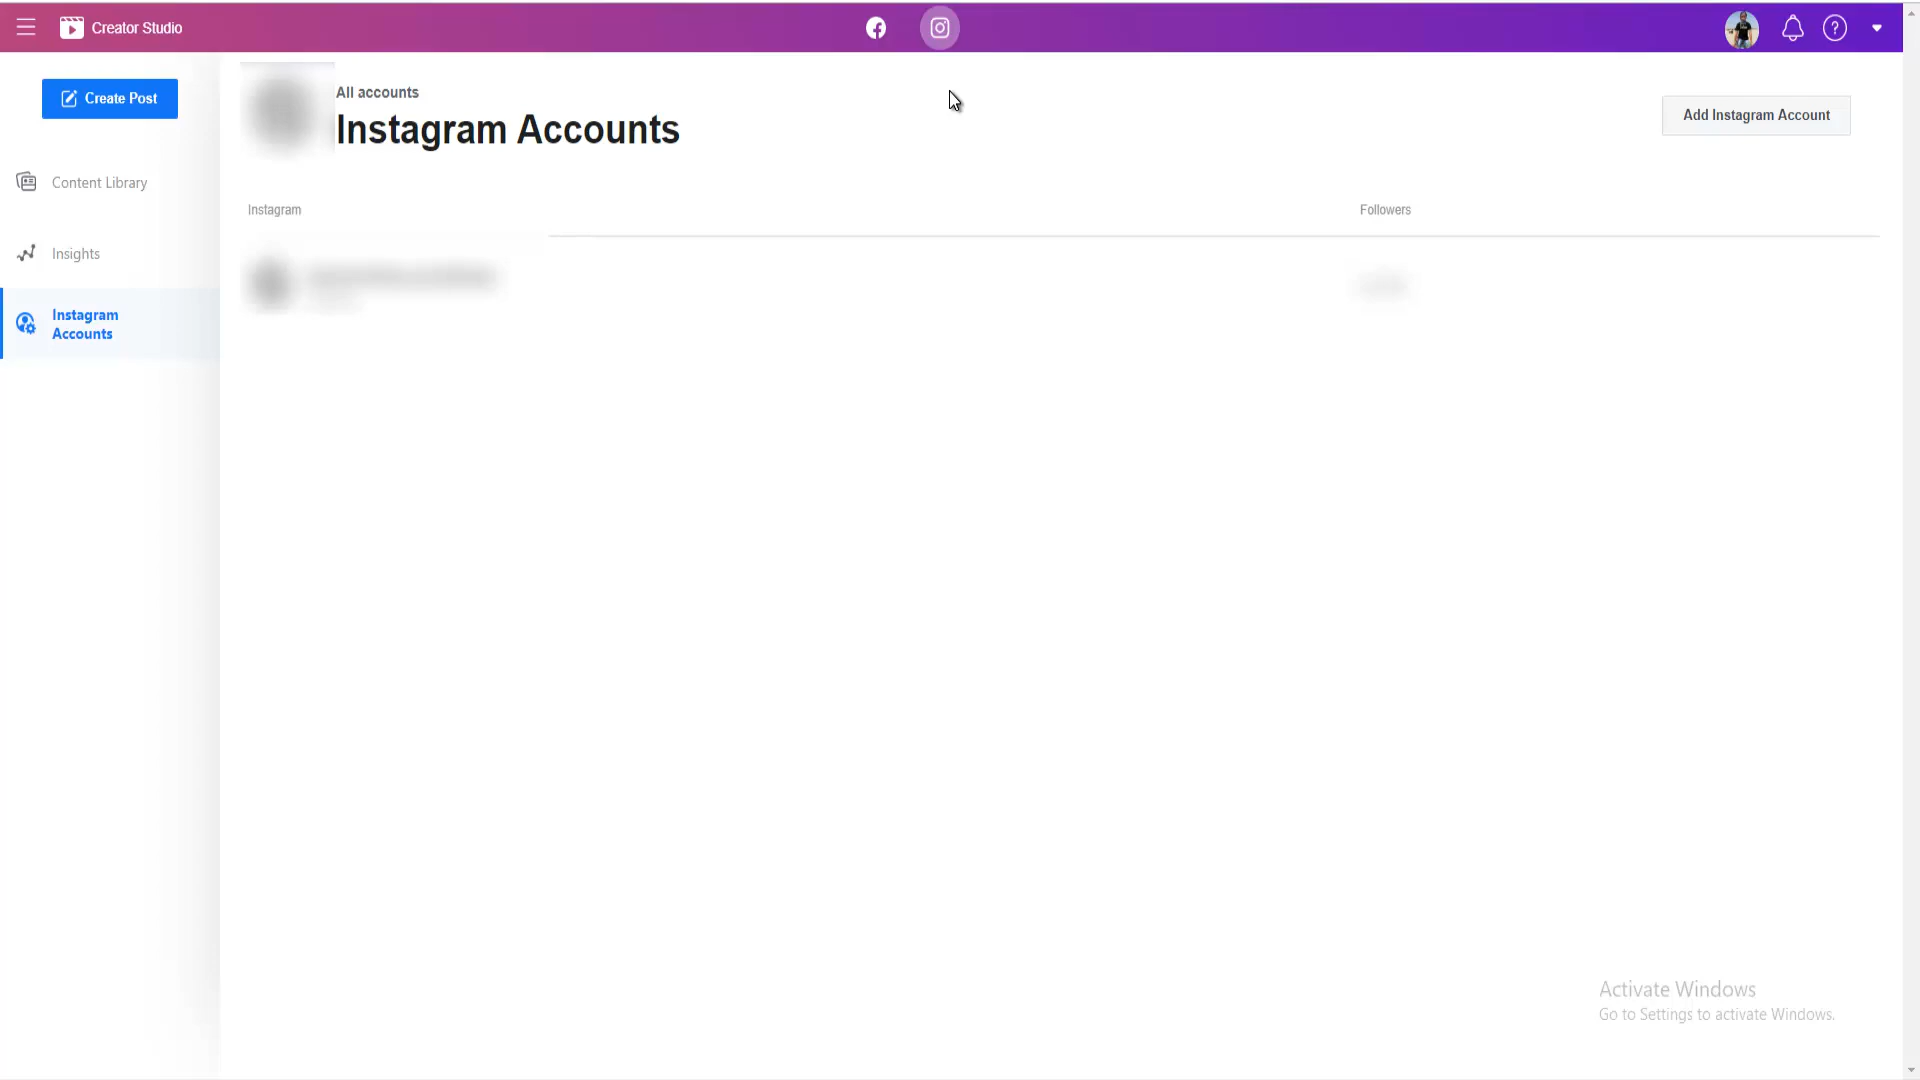 Creator Studio
Create Post
All accounts
Instagram Accounts
Add Instagram Account
Content Library
Instagram
Followers
Insights
Instagram
Accounts
Activate Windows
Go to Settings to activate Windows.